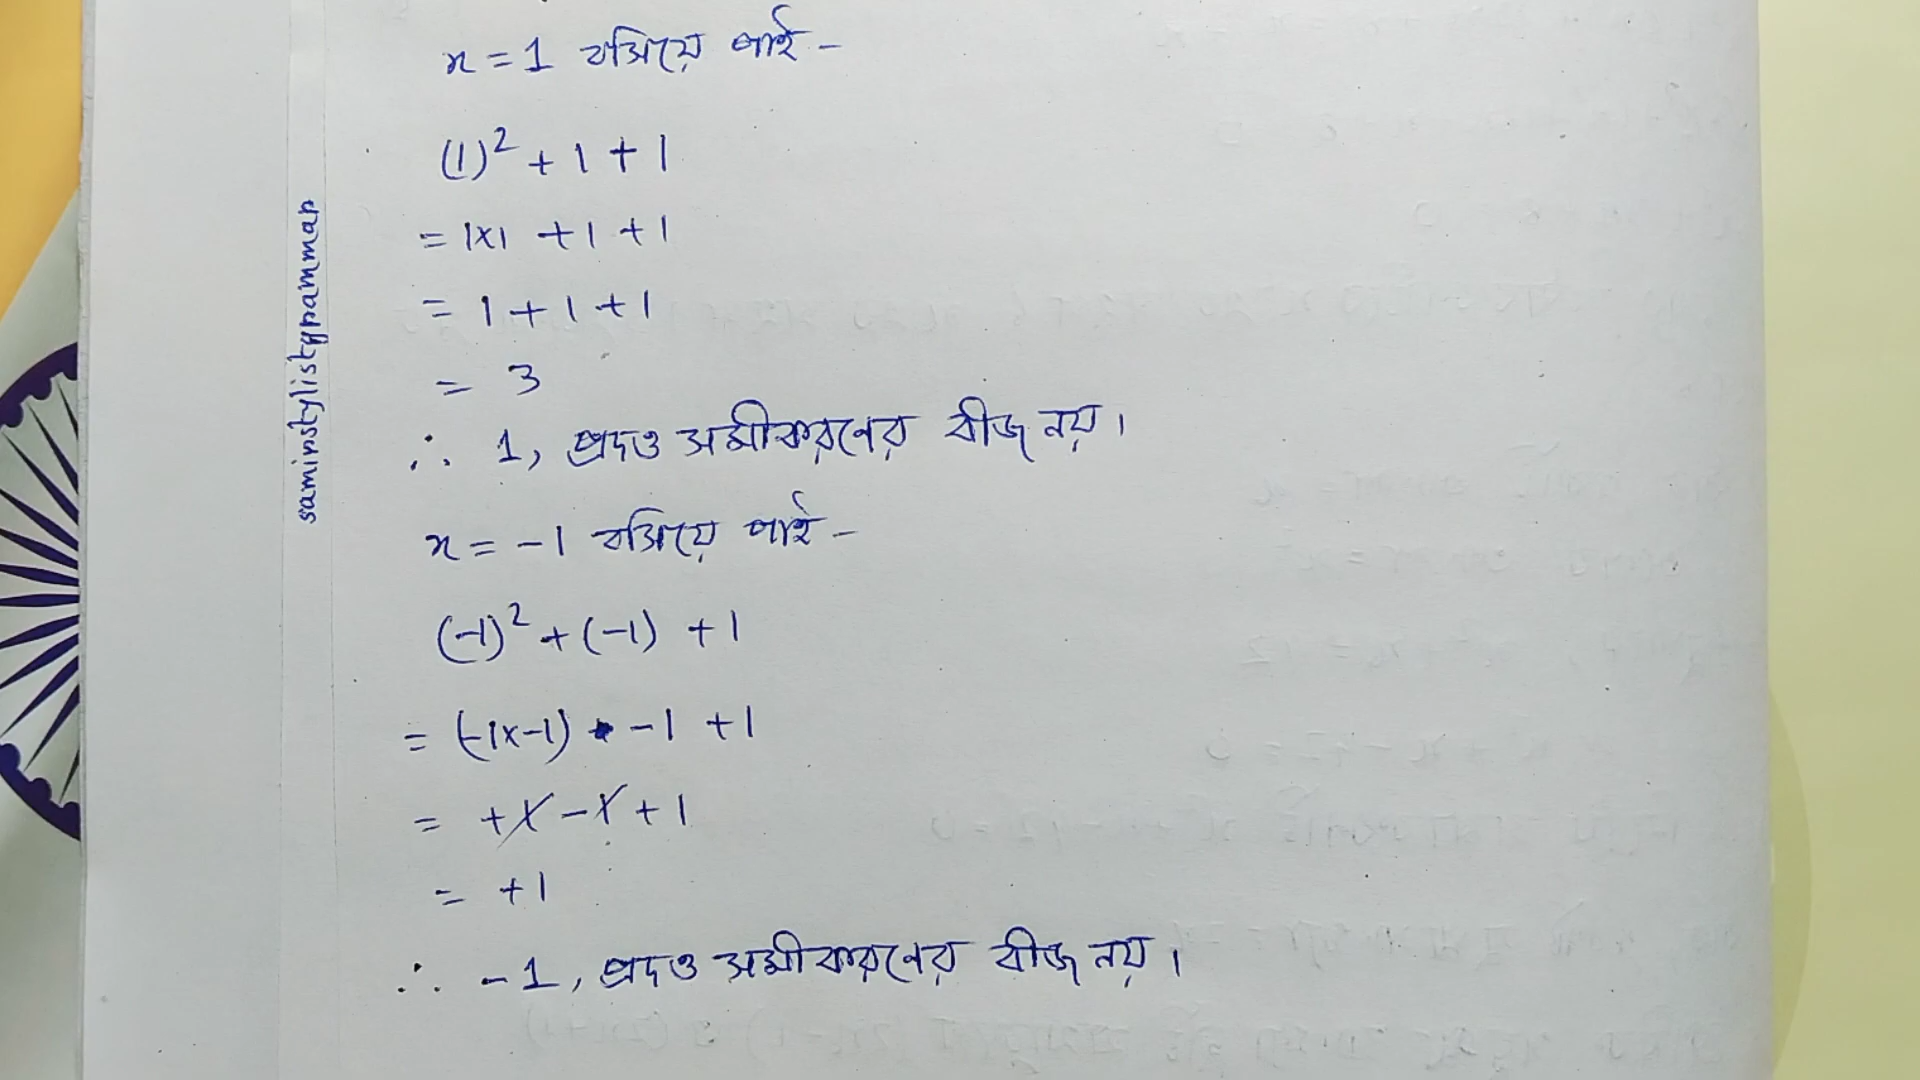 x = 1 বসিয়ে পাই -
(1)² + 1 + 1
= 1×1 + 1 + 1
= 1 + 1 + 1
= 3
∴ 1, প্রদত্ত সমীকরণের বীজ নয়।
x = -1 বসিয়ে পাই -
(-1)² + (-1) + 1
= (-1×-1) -1 + 1
= +1 - 1 + 1
= +1
∴ -1, প্রদত্ত সমীকরণের বীজ নয়।